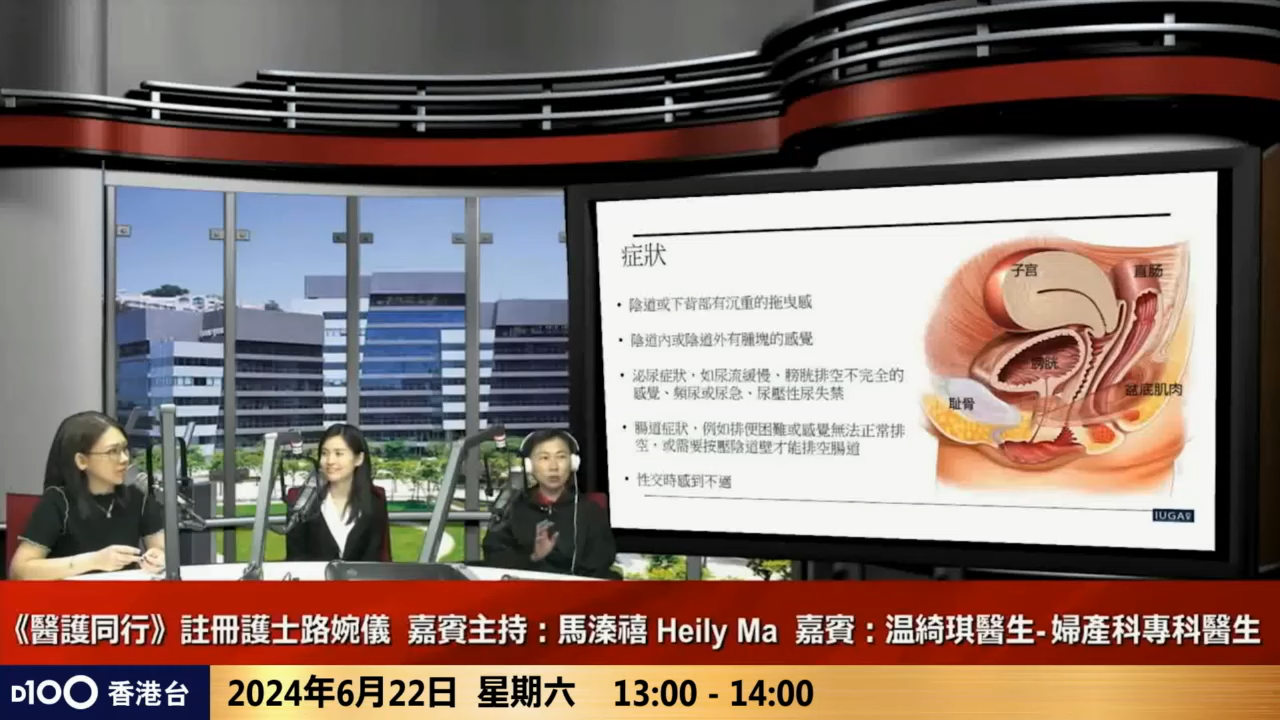 症狀
• 陰道或下背部有沉重的拖曳感
• 陰道內或陰道外有腫塊的感覺
• 泌尿症狀，如尿流緩慢、膀胱排空不完全的
感覺、頻尿或尿急、尿壓性尿失禁
• 腸道症狀，例如排便困難或感覺無法正常排
空，或需要按壓陰道壁才能排空腸道
• 性交時感到不適
子宮
直肠
膀胱
耻骨
盆底肌肉
IUGA
《醫護同行》註冊護士路婉儀 嘉賓主持：馬溱禧 Heily Ma 嘉賓：温綺琪醫生-婦產科專科醫生
D100 香港台
2024年6月22日 星期六 13:00 - 14:00